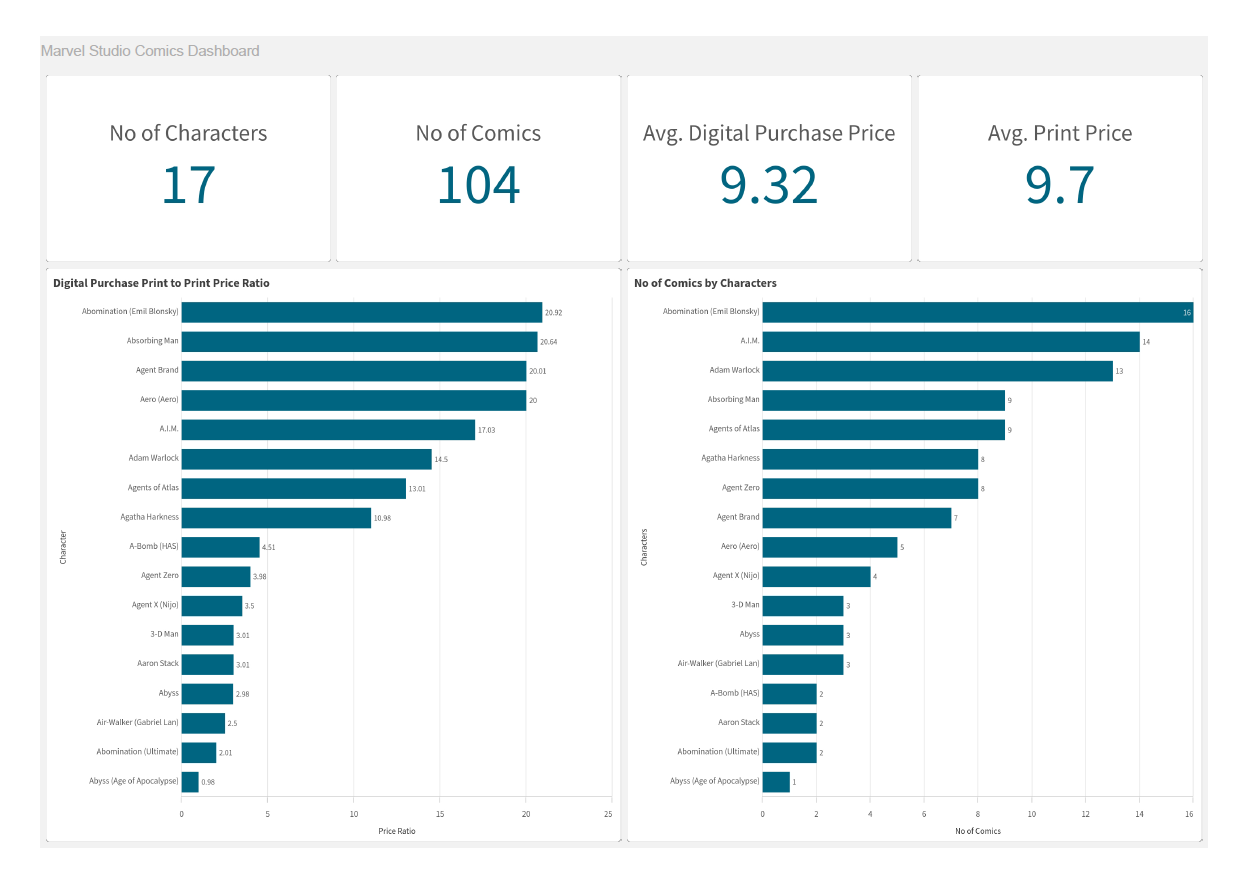 Marvel Studio Comics Dashboard
No of Characters
17
No of Comics
104
Avg. Digital Purchase Price
9.32
Avg. Print Price
9.7
Digital Purchase Print to Print Price Ratio
Abomination (Emil Blonsky) 20.92
Absorbing Man 20.64
Agent Brand 20.01
Aero (Aero) 20
A.I.M. 17.03
Adam Warlock 14.5
Agents of Atlas 13.01
Agatha Harkness 10.98
A-Bomb (HAS) 4.51
Agent Zero 3.98
Agent X (Nijo) 3.5
3-D Man 3.01
Aaron Stack 3.01
Abyss 2.98
Air-Walker (Gabriel Lan) 2.5
Abomination (Ultimate) 2.01
Abyss (Age of Apocalypse) 0.98
Character
0 5 10 15 20 25
Price Ratio
No of Comics by Characters
Abomination (Emil Blonsky) 16
A.I.M. 14
Adam Warlock 13
Absorbing Man 9
Agents of Atlas 9
Agatha Harkness 8
Agent Zero 8
Agent Brand 7
Aero (Aero) 5
Agent X (Nijo) 4
3-D Man 3
Abyss 3
Air-Walker (Gabriel Lan) 3
A-Bomb (HAS) 2
Aaron Stack 2
Abomination (Ultimate) 2
Abyss (Age of Apocalypse) 1
Characters
0 2 4 6 8 10 12 14 16
No of Comics